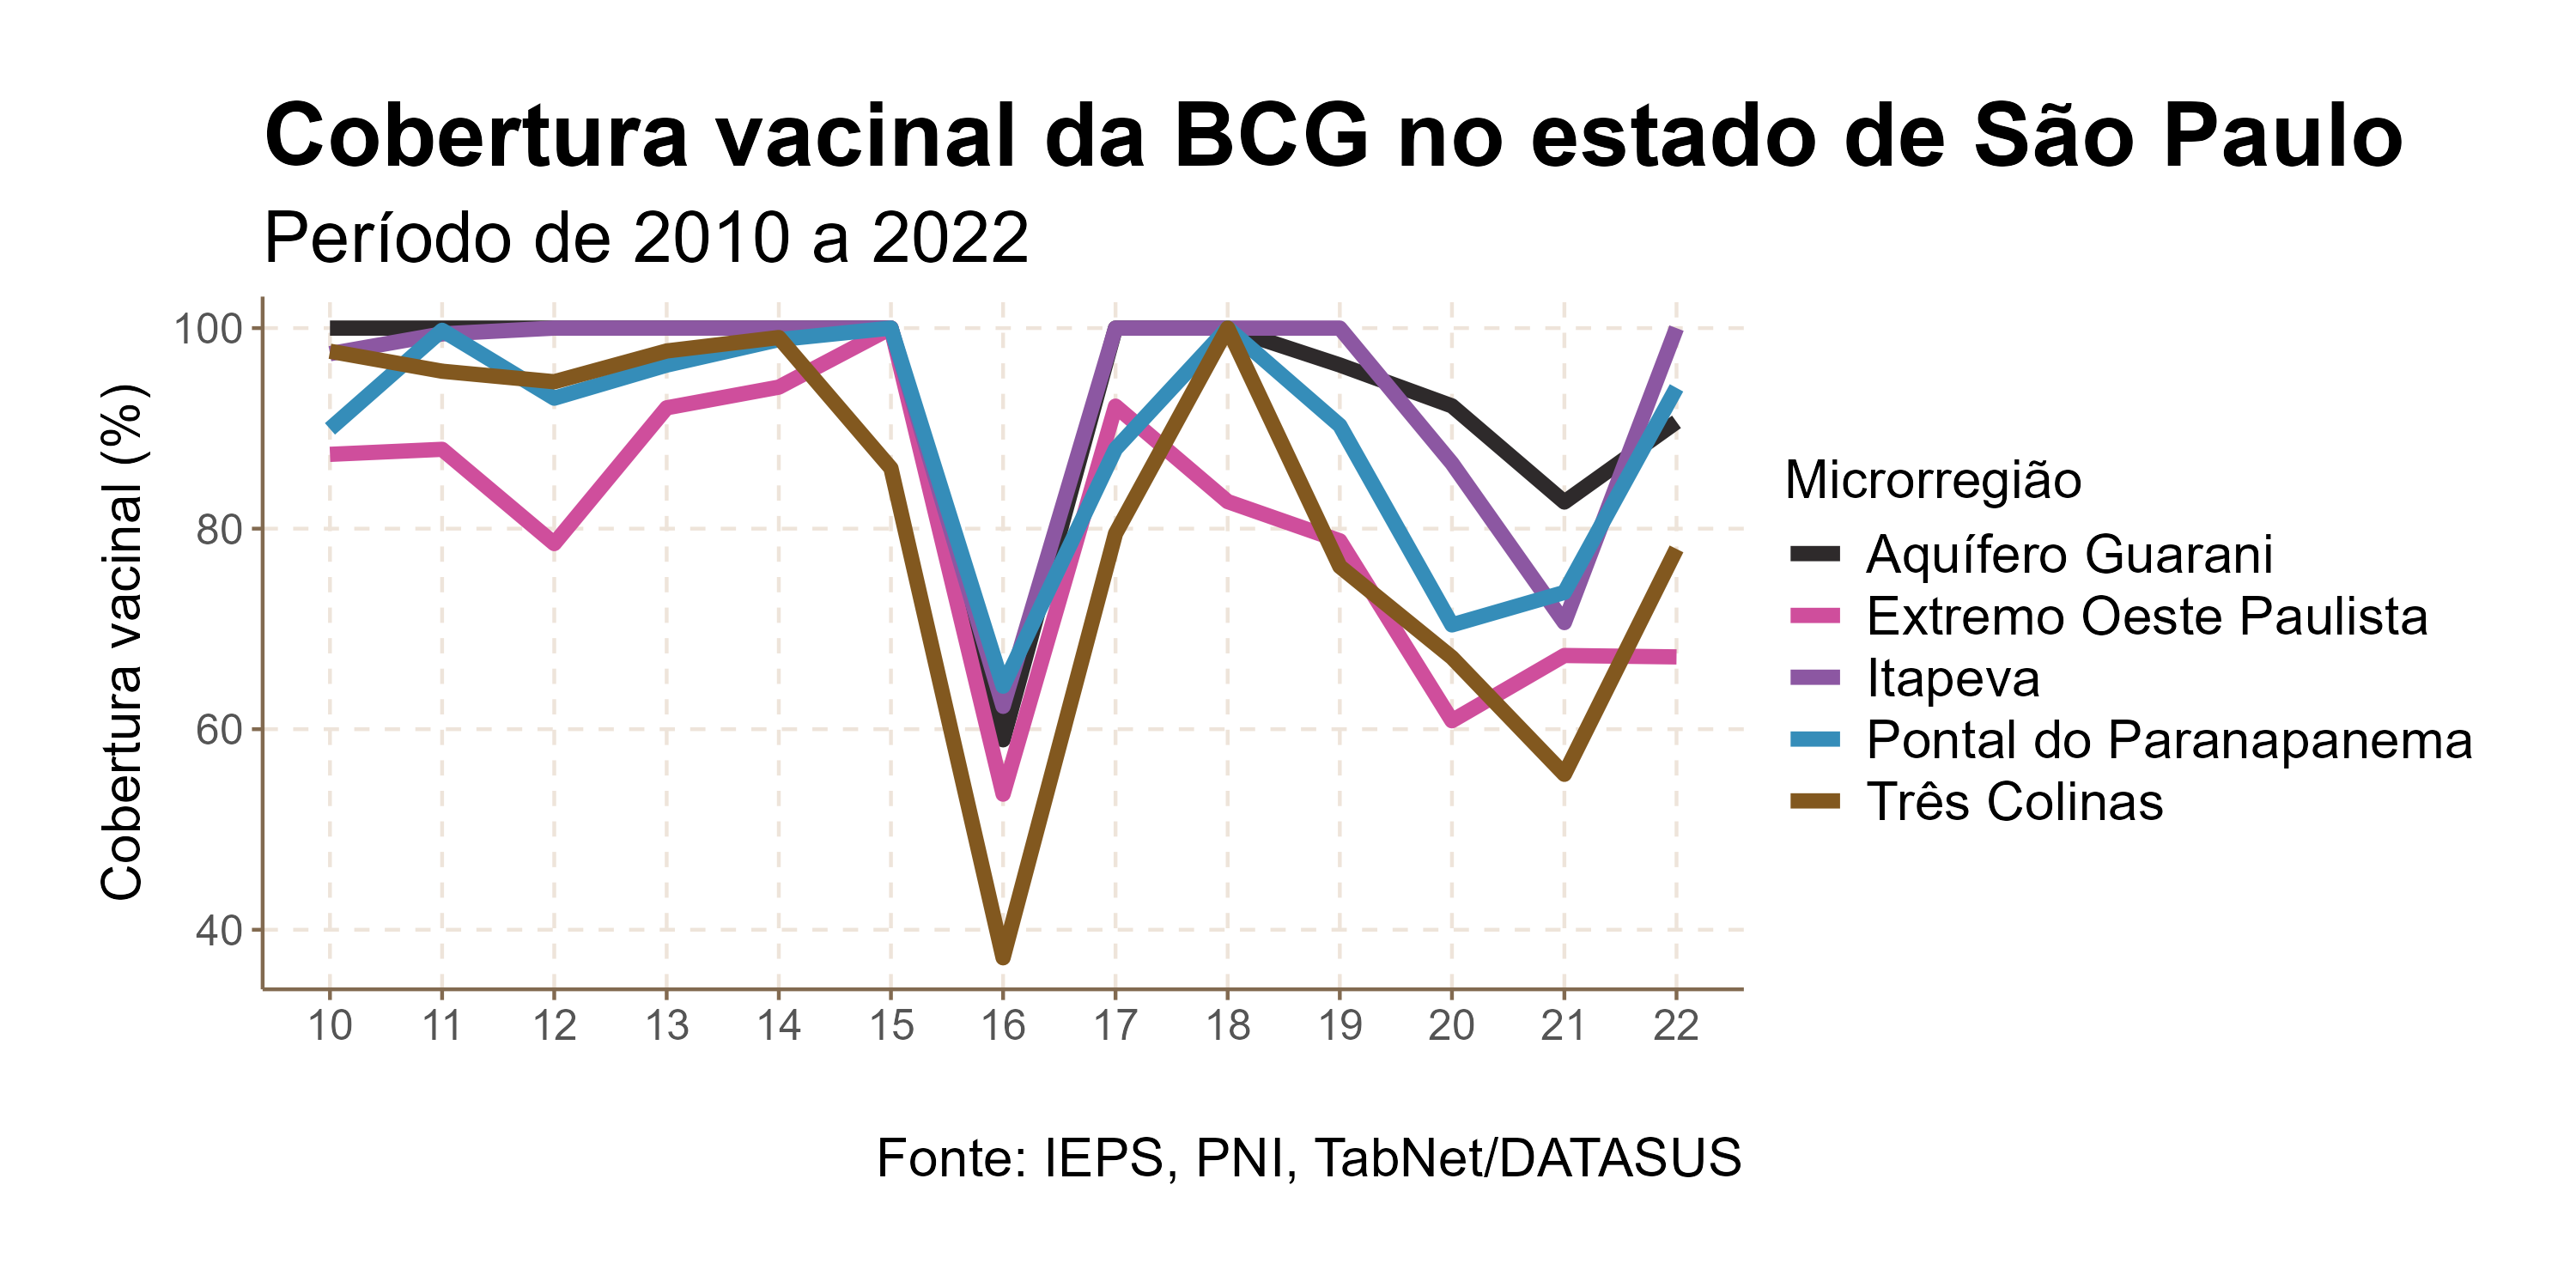 Cobertura vacinal da BCG no estado de São Paulo
Período de 2010 a 2022
Cobertura vacinal (%)
100
80
60
40
10 11 12 13 14 15 16 17 18 19 20 21 22
Microrregião
Aquífero Guarani
Extremo Oeste Paulista
Itapeva
Pontal do Paranapanema
Três Colinas
Fonte: IEPS, PNI, TabNet/DATASUS